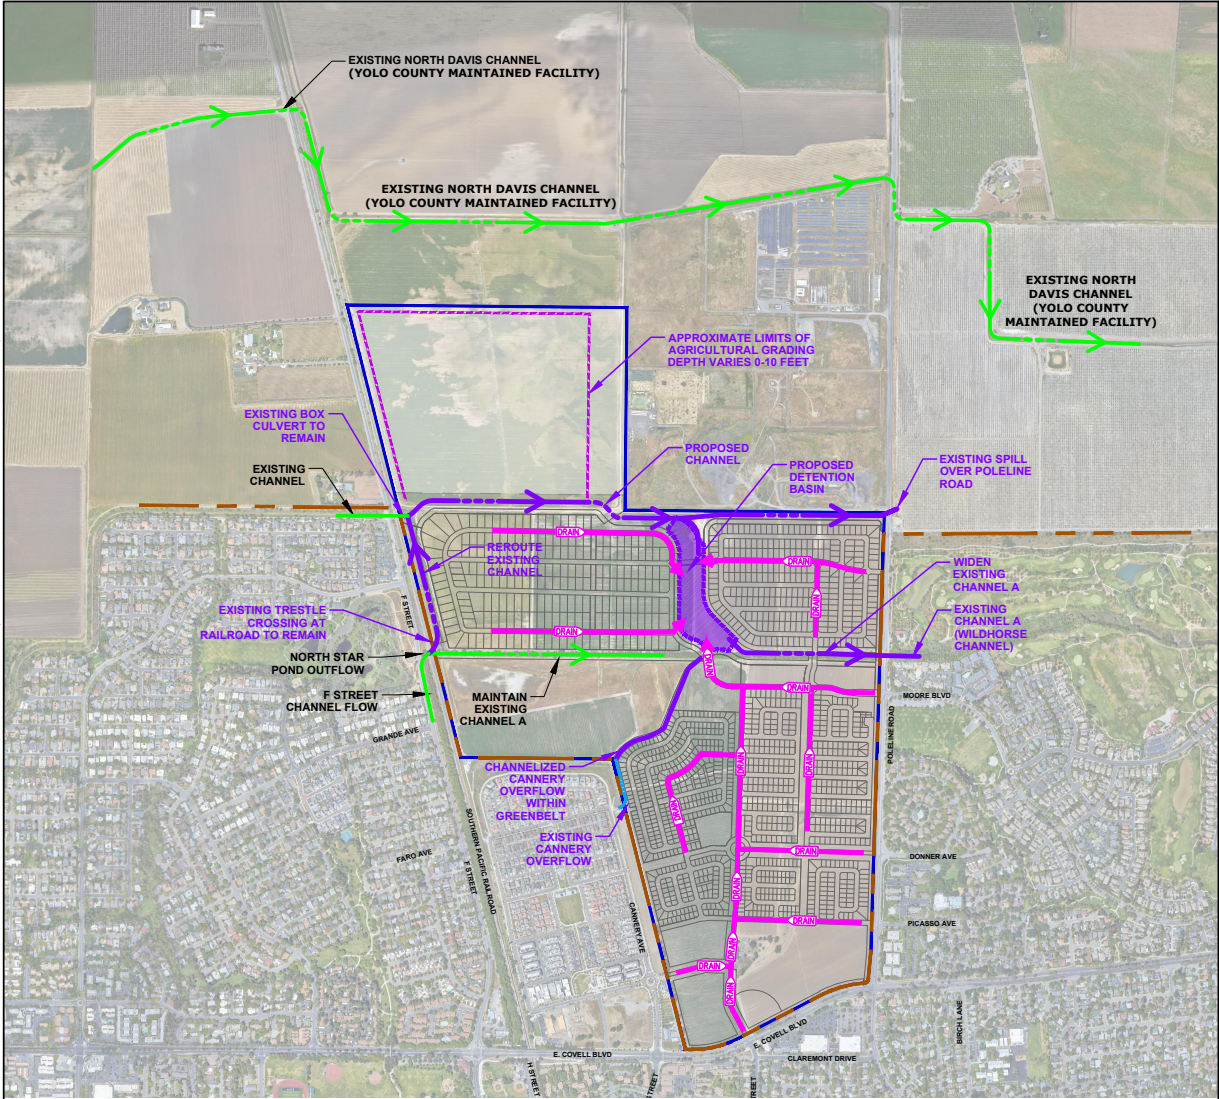 EXISTING NORTH DAVIS CHANNEL
(YOLO COUNTY MAINTAINED FACILITY)
EXISTING NORTH DAVIS CHANNEL
(YOLO COUNTY MAINTAINED FACILITY)
EXISTING NORTH
DAVIS CHANNEL
(YOLO COUNTY
MAINTAINED FACILITY)
APPROXIMATE LIMITS OF
AGRICULTURAL GRADING
DEPTH VARIES 0-10 FEET
EXISTING BOX
CULVERT TO
REMAIN
EXISTING
CHANNEL
PROPOSED
CHANNEL
PROPOSED
DETENTION
BASIN
EXISTING SPILL
OVER POLELINE
ROAD
DRAIN
REROUTE
EXISTING
CHANNEL
DRAIN
WIDEN
EXISTING
CHANNEL A
F STREET
DRAIN
EXISTING TRESTLE
CROSSING AT
RAILROAD TO REMAIN
DRAIN
EXISTING
CHANNEL A
(WILDHORSE
CHANNEL)
NORTH STAR
POND OUTFLOW
DRAIN
F STREET
CHANNEL FLOW
MAINTAIN
EXISTING
CHANNEL A
DRAIN
MOORE BLVD
GRANDE AVE
POLELINE ROAD
CHANNELIZED
CANNERY
OVERFLOW
WITHIN
GREENBELT
DRAIN
DRAIN
DRAIN
EXISTING
CANNERY
OVERFLOW
SOUTHERN PACIFIC RAILROAD
F STREET
FARO AVE
DRAIN
DONNER AVE
DRAIN
CANNERY AVE
DRAIN
PICASSO AVE
DRAIN
DRAIN
DRAIN
BIRCH LANE
E. COVELL BLVD
E. COVELL BLVD
CLAREMONT DRIVE
H STREET
STREET
REET